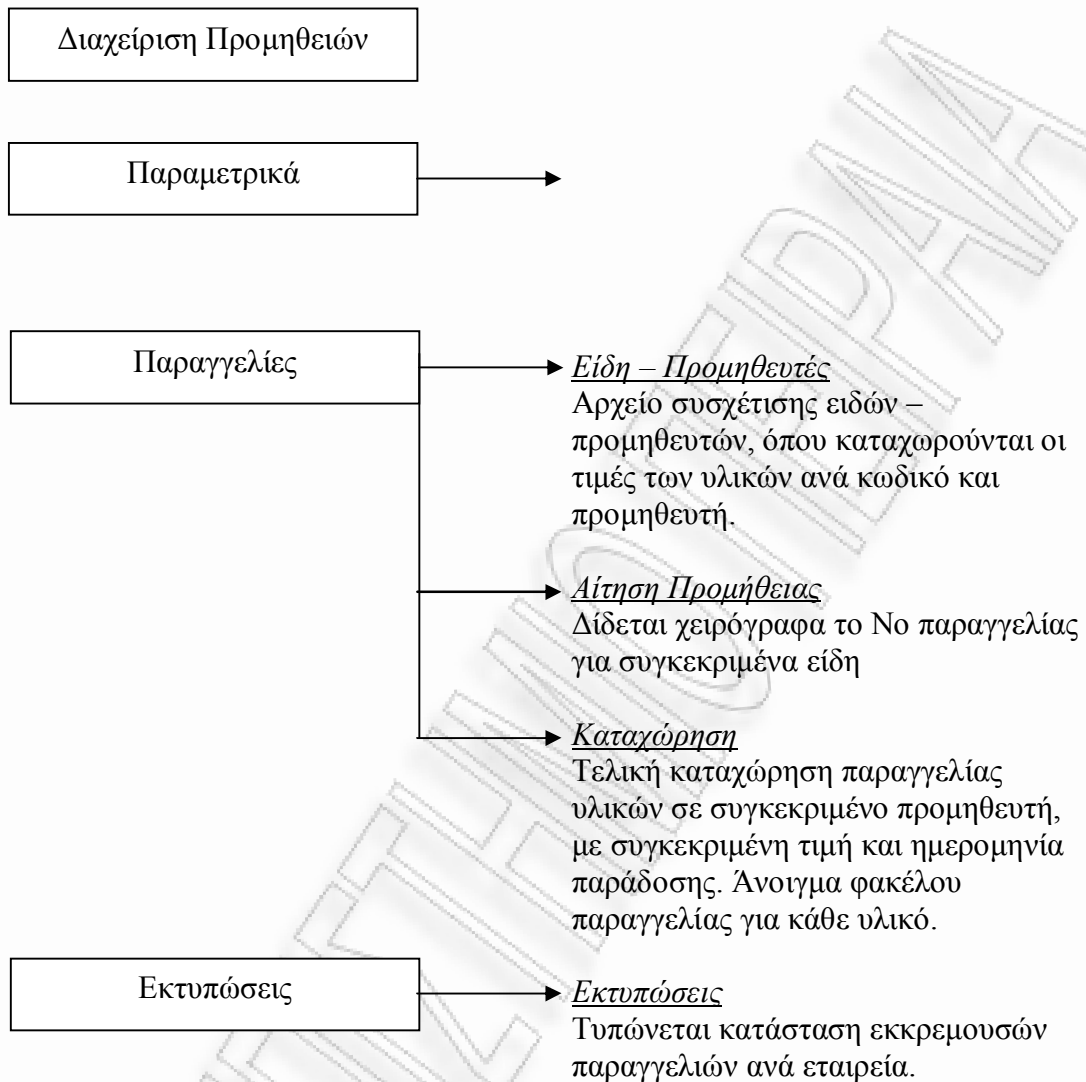 Διαχείριση Προμηθειών
Παραμετρικά
Παραγγελίες
Είδη – Προμηθευτές
Αρχείο συσχέτισης ειδών –
προμηθευτών, όπου καταχωρούνται οι
τιμές των υλικών ανά κωδικό και
προμηθευτή.
Αίτηση Προμήθειας
Δίδεται χειρόγραφα το Νο παραγγελίας
για συγκεκριμένα είδη
Καταχώρηση
Τελική καταχώρηση παραγγελίας
υλικών σε συγκεκριμένο προμηθευτή,
με συγκεκριμένη τιμή και ημερομηνία
παράδοσης. Άνοιγμα φακέλου
παραγγελίας για κάθε υλικό.
Εκτυπώσεις
Εκτυπώσεις
Τυπώνεται κατάσταση εκκρεμουσών
παραγγελιών ανά εταιρεία.